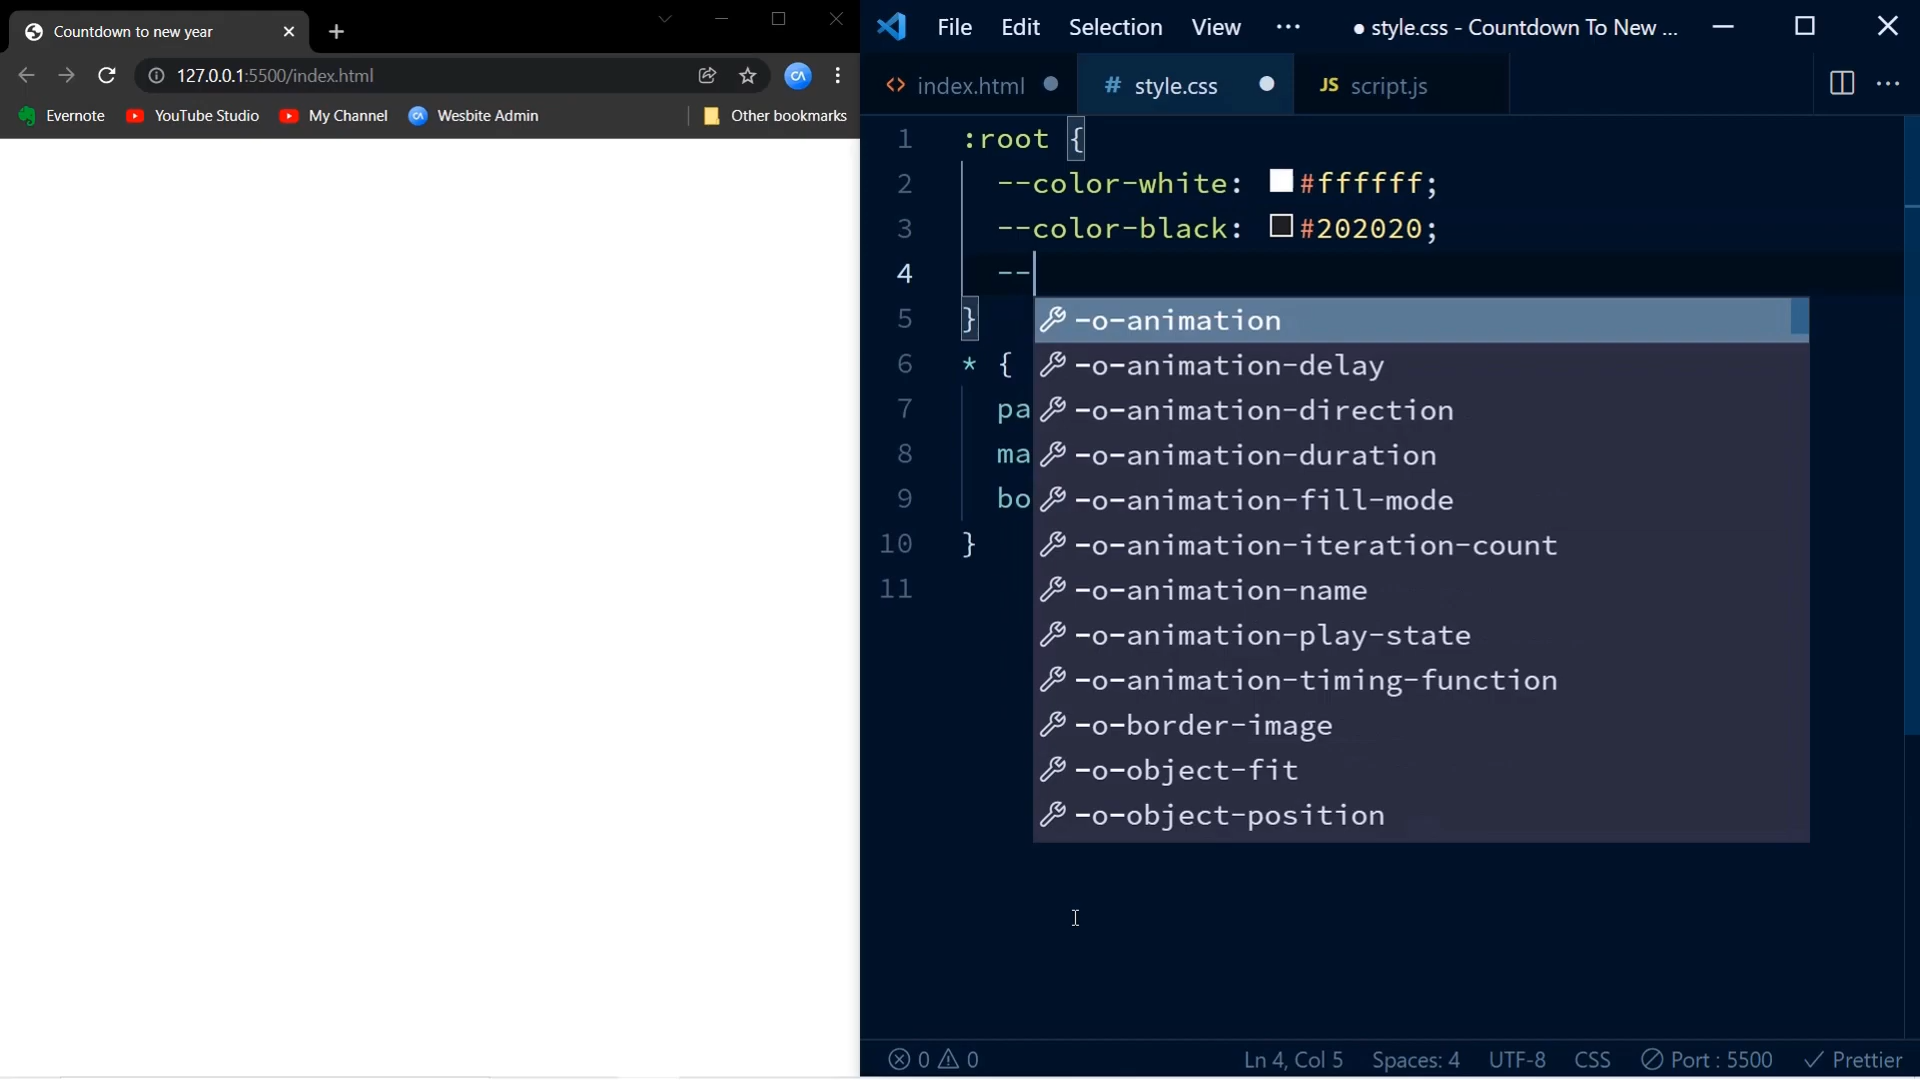 Countdown to new year
127.0.0.1:5500/index.html
CA
Evernote
YouTube Studio
My Channel
CA
Wesbite Admin
Other bookmarks
File Edit Selection View ···
● style.css - Countdown To New ...
<> index.html
# style.css
JS script.js
1 :root {
2 --color-white: #ffffff;
3 --color-black: #202020;
4 --
5 }
6 * {
7 pa
8 ma
9 bo
10 }
11
-o-animation
-o-animation-delay
-o-animation-direction
-o-animation-duration
-o-animation-fill-mode
-o-animation-iteration-count
-o-animation-name
-o-animation-play-state
-o-animation-timing-function
-o-border-image
-o-object-fit
-o-object-position
0 0 Ln 4, Col 5 Spaces: 4 UTF-8 CSS Port : 5500 Prettier